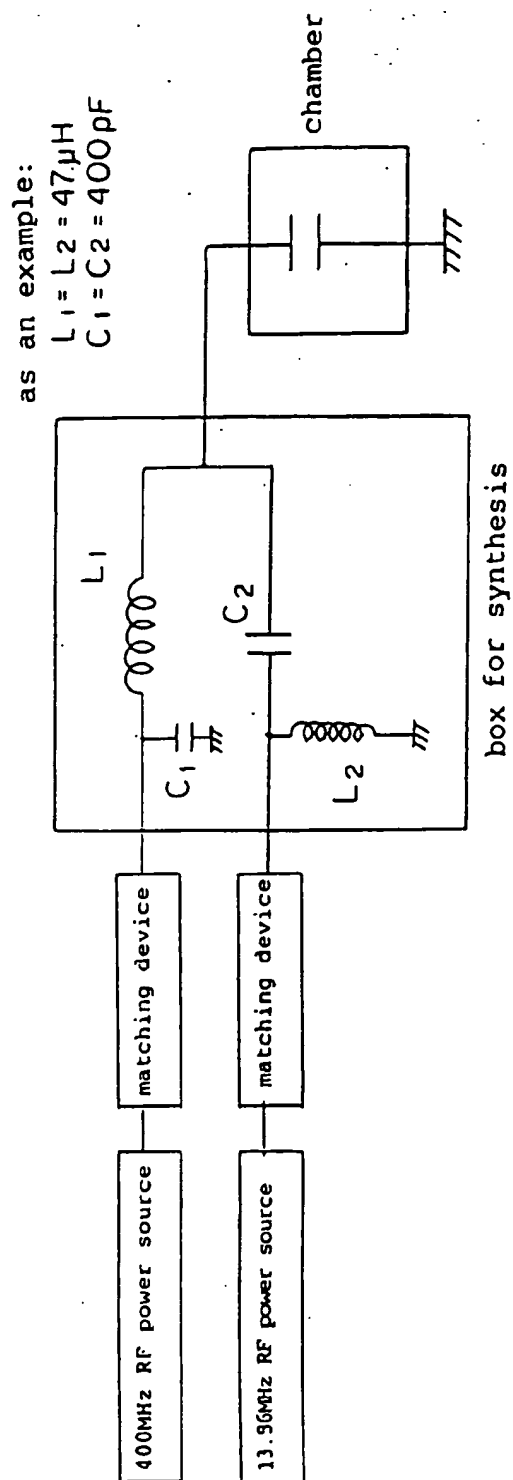 as an example:
L1 = L2 = 47μH
C1 = C2 = 400pF
chamber
L1
C1
C2
L2
box for synthesis
matching device
matching device
400MHz RF power source
13.96MHz RF power source